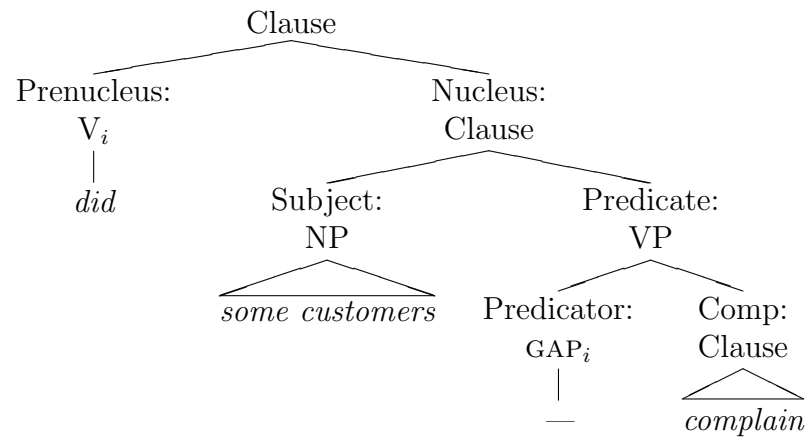 Clause
Prenucleus: Nucleus:
V_i Clause
did Subject: Predicate:
NP VP
some customers Predicator: Comp:
GAP_i Clause
— complain